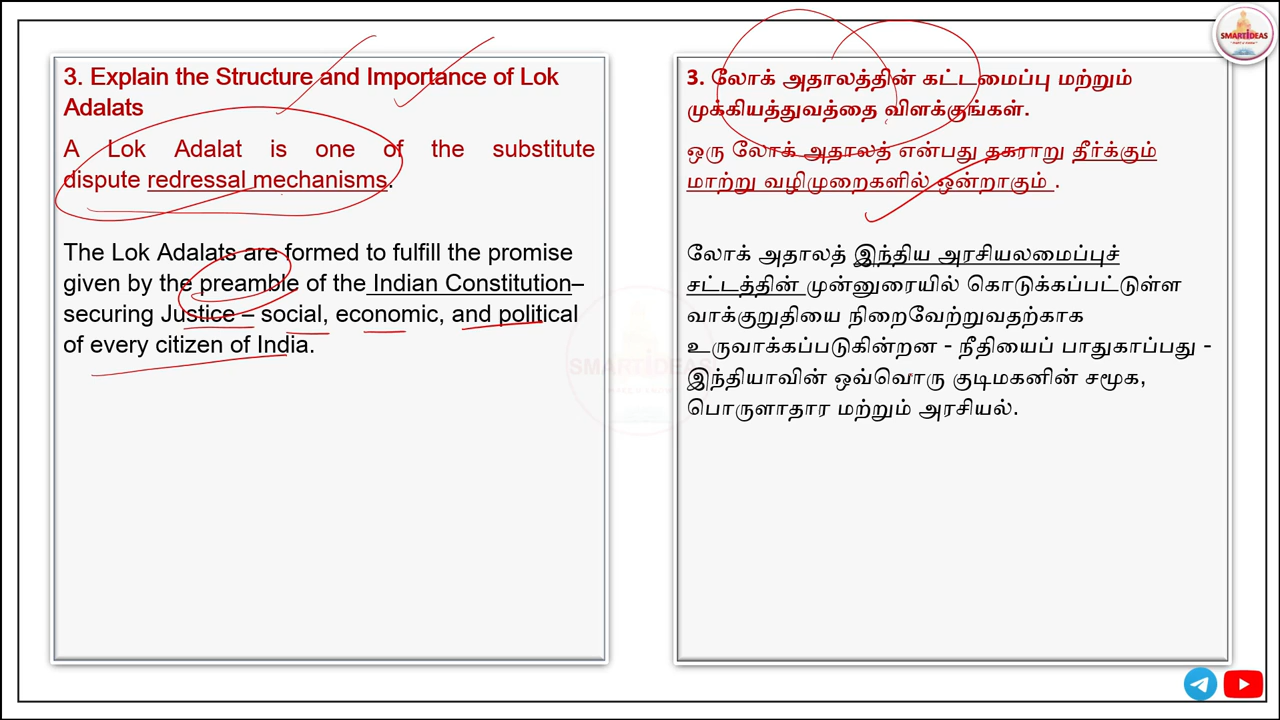 SMARTIDEAS
3. Explain the Structure and Importance of Lok
Adalats
A Lok Adalat is one of the substitute
dispute redressal mechanisms.
The Lok Adalats are formed to fulfill the promise
given by the preamble of the Indian Constitution–
securing Justice – social, economic, and political
of every citizen of India.
3. லோக் அதாலத்தின் கட்டமைப்பு மற்றும்
முக்கியத்துவத்தை விளக்குங்கள்.
ஒரு லோக் அதாலத் என்பது தகராறு தீர்க்கும்
மாற்று வழிமுறைகளில் ஒன்றாகும் .
லோக் அதாலத் இந்திய அரசியலமைப்புச்
சட்டத்தின் முன்னுரையில் கொடுக்கப்பட்டுள்ள
வாக்குறுதியை நிறைவேற்றுவதற்காக
உருவாக்கப்படுகின்றன - நீதியைப் பாதுகாப்பது -
இந்தியாவின் ஒவ்வொரு குடிமகனின் சமூக,
பொருளாதார மற்றும் அரசியல்.
SMARTIDEAS